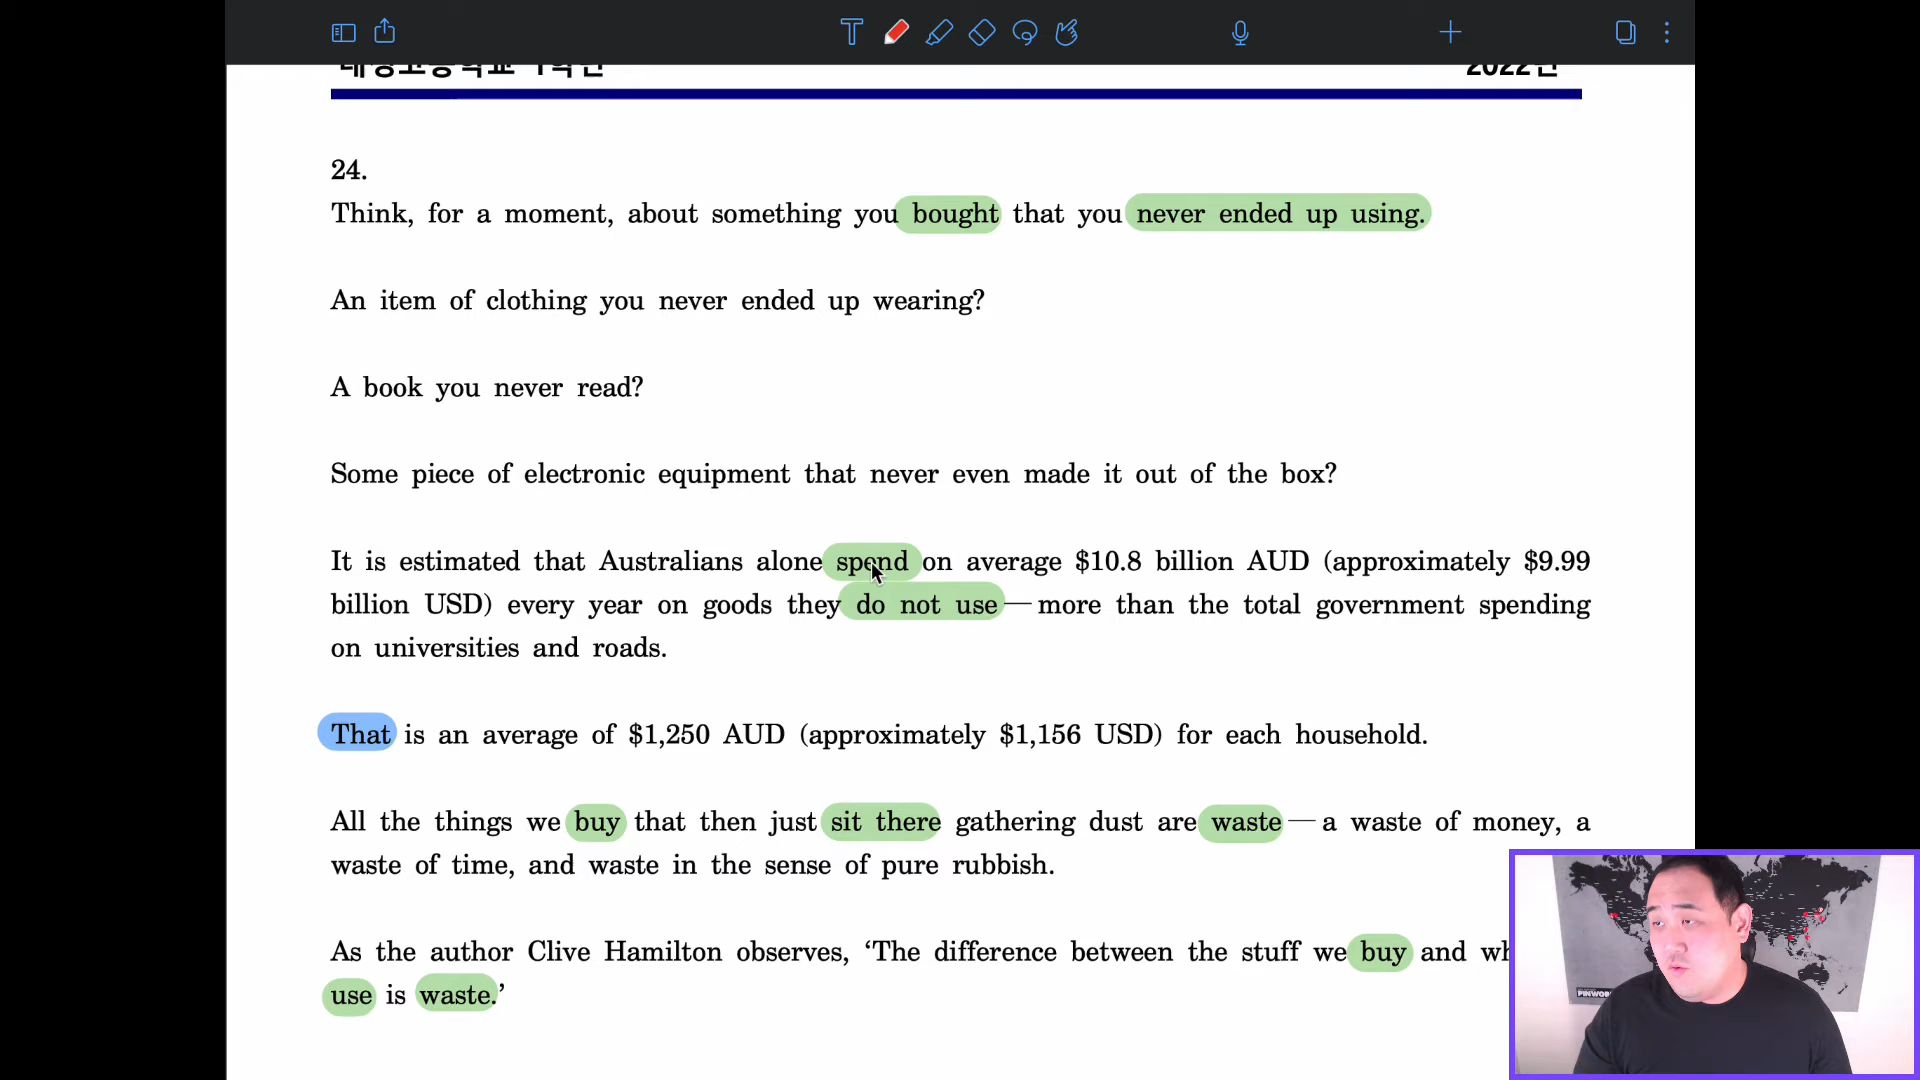 2022년
24.
Think, for a moment, about something you bought that you never ended up using.
An item of clothing you never ended up wearing?
A book you never read?
Some piece of electronic equipment that never even made it out of the box?
It is estimated that Australians alone spend on average $10.8 billion AUD (approximately $9.99
billion USD) every year on goods they do not use—more than the total government spending
on universities and roads.
That is an average of $1,250 AUD (approximately $1,156 USD) for each household.
All the things we buy that then just sit there gathering dust are waste—a waste of money, a
waste of time, and waste in the sense of pure rubbish.
As the author Clive Hamilton observes, ‘The difference between the stuff we buy and
use is waste.’